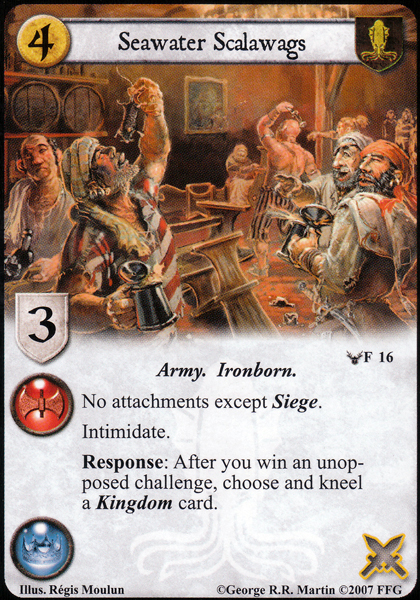 4
Seawater Scalawags
3
F 16
Army. Ironborn.
No attachments except Siege.
Intimidate.
Response: After you win an unop-
posed challenge, choose and kneel
a Kingdom card.
Illus. Régis Moulun
©George R.R. Martin ©2007 FFG